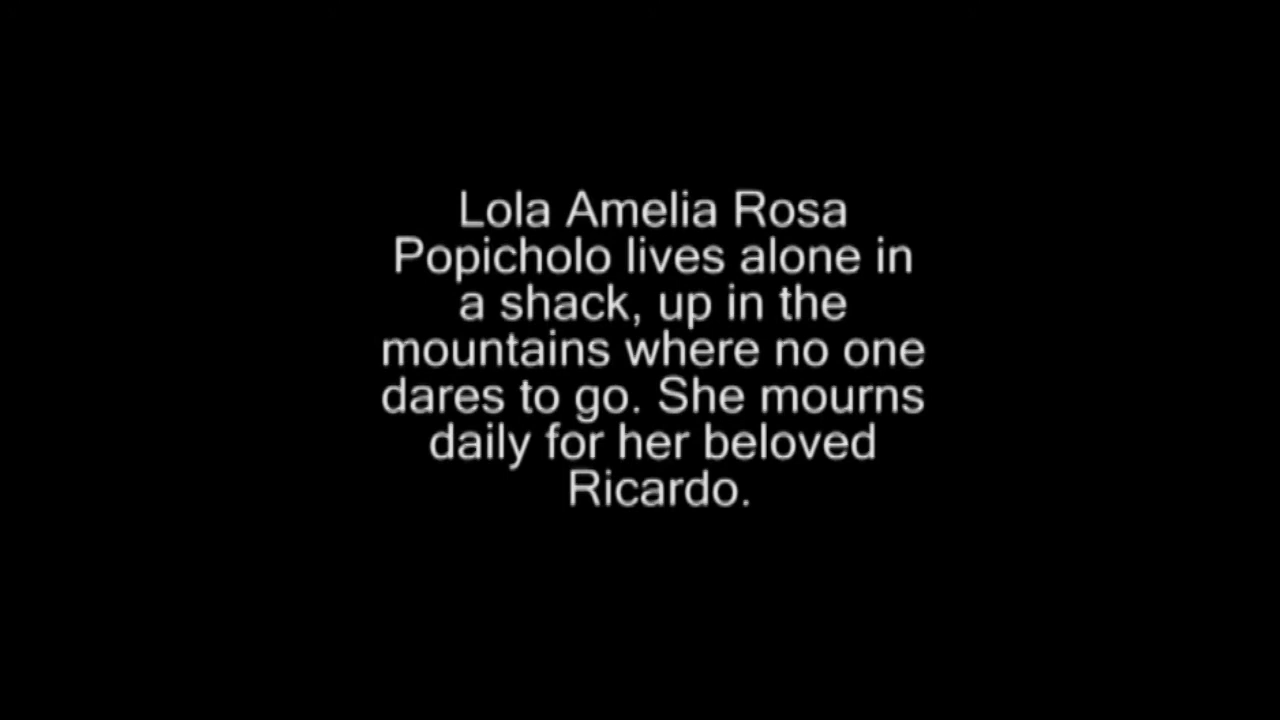 Lola Amelia Rosa
Popicholo lives alone in
a shack, up in the
mountains where no one
dares to go. She mourns
daily for her beloved
Ricardo.